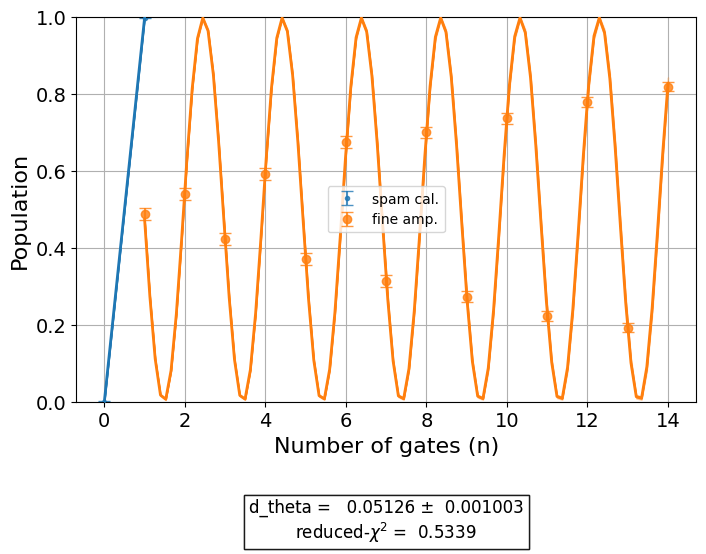 1.0
0.8
0.6
0.4
0.2
0.0
Population
spam cal.
fine amp.
0 2 4 6 8 10 12 14
Number of gates (n)
d_theta = 0.05126 ± 0.001003
reduced-χ² = 0.5339